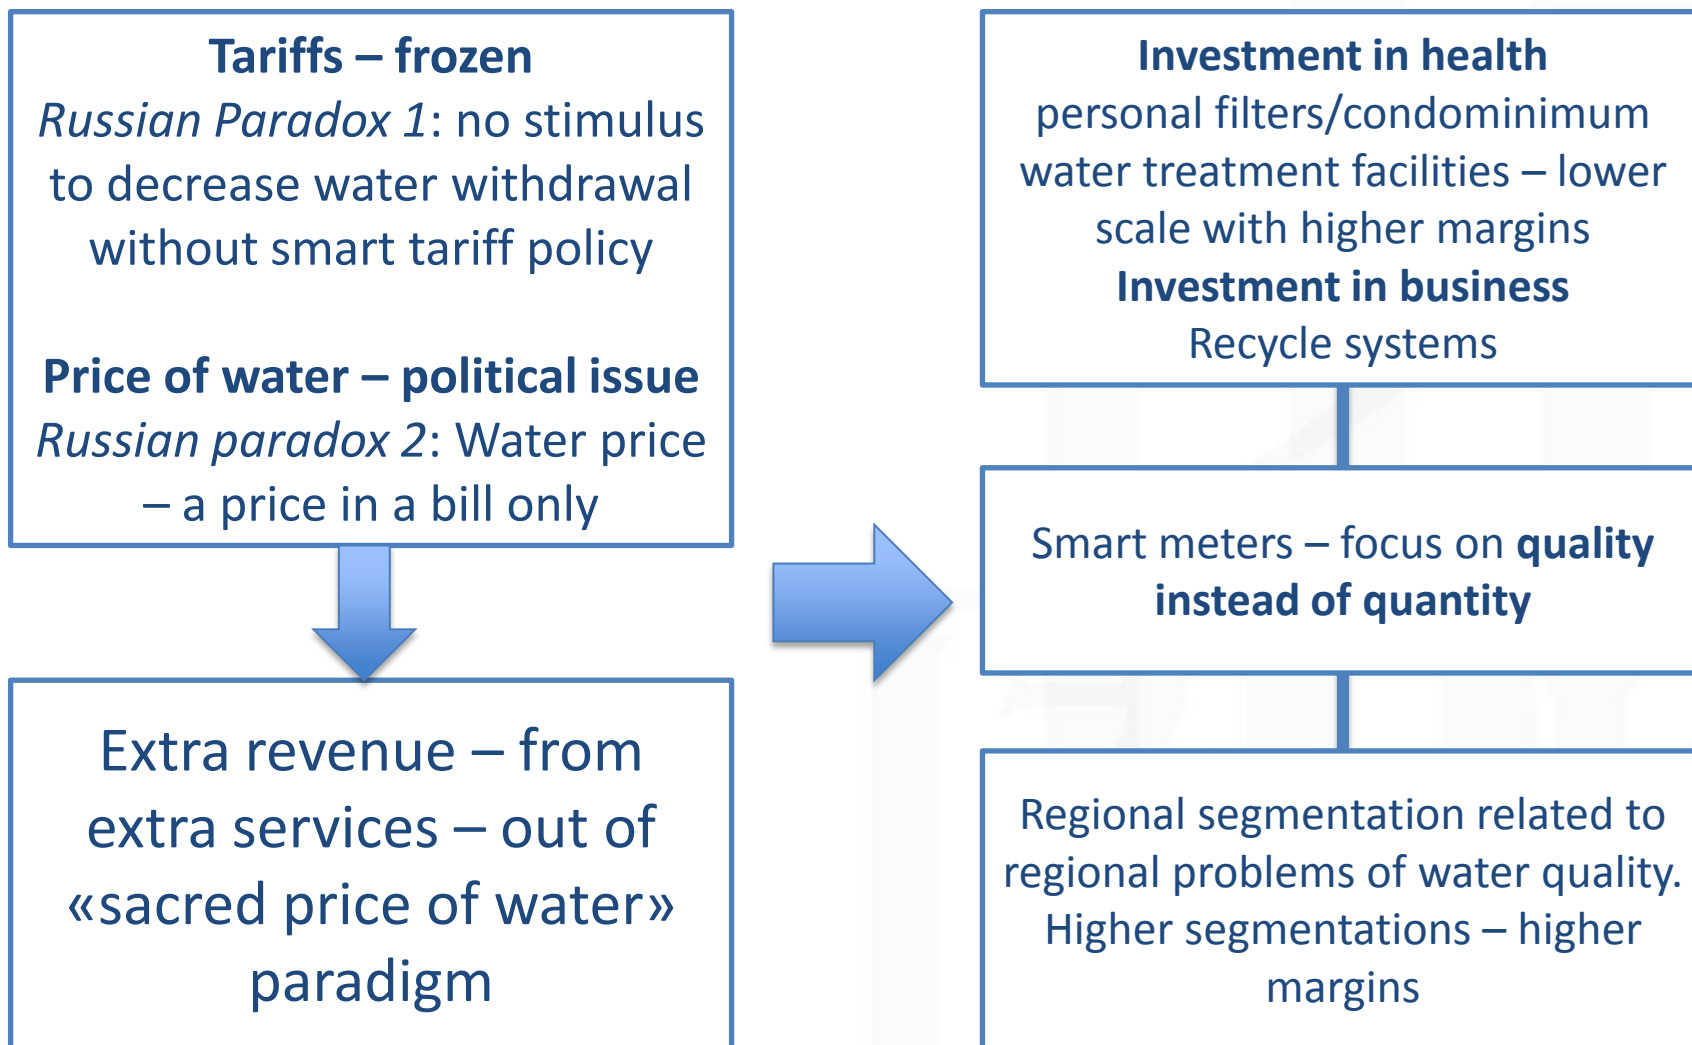 Tariffs – frozen
Russian Paradox 1: no stimulus
to decrease water withdrawal
without smart tariff policy
Price of water – political issue
Russian paradox 2: Water price
– a price in a bill only
Extra revenue – from
extra services – out of
«sacred price of water»
paradigm
Investment in health
personal filters/condominimum
water treatment facilities – lower
scale with higher margins
Investment in business
Recycle systems
Smart meters – focus on quality
instead of quantity
Regional segmentation related to
regional problems of water quality.
Higher segmentations – higher
margins